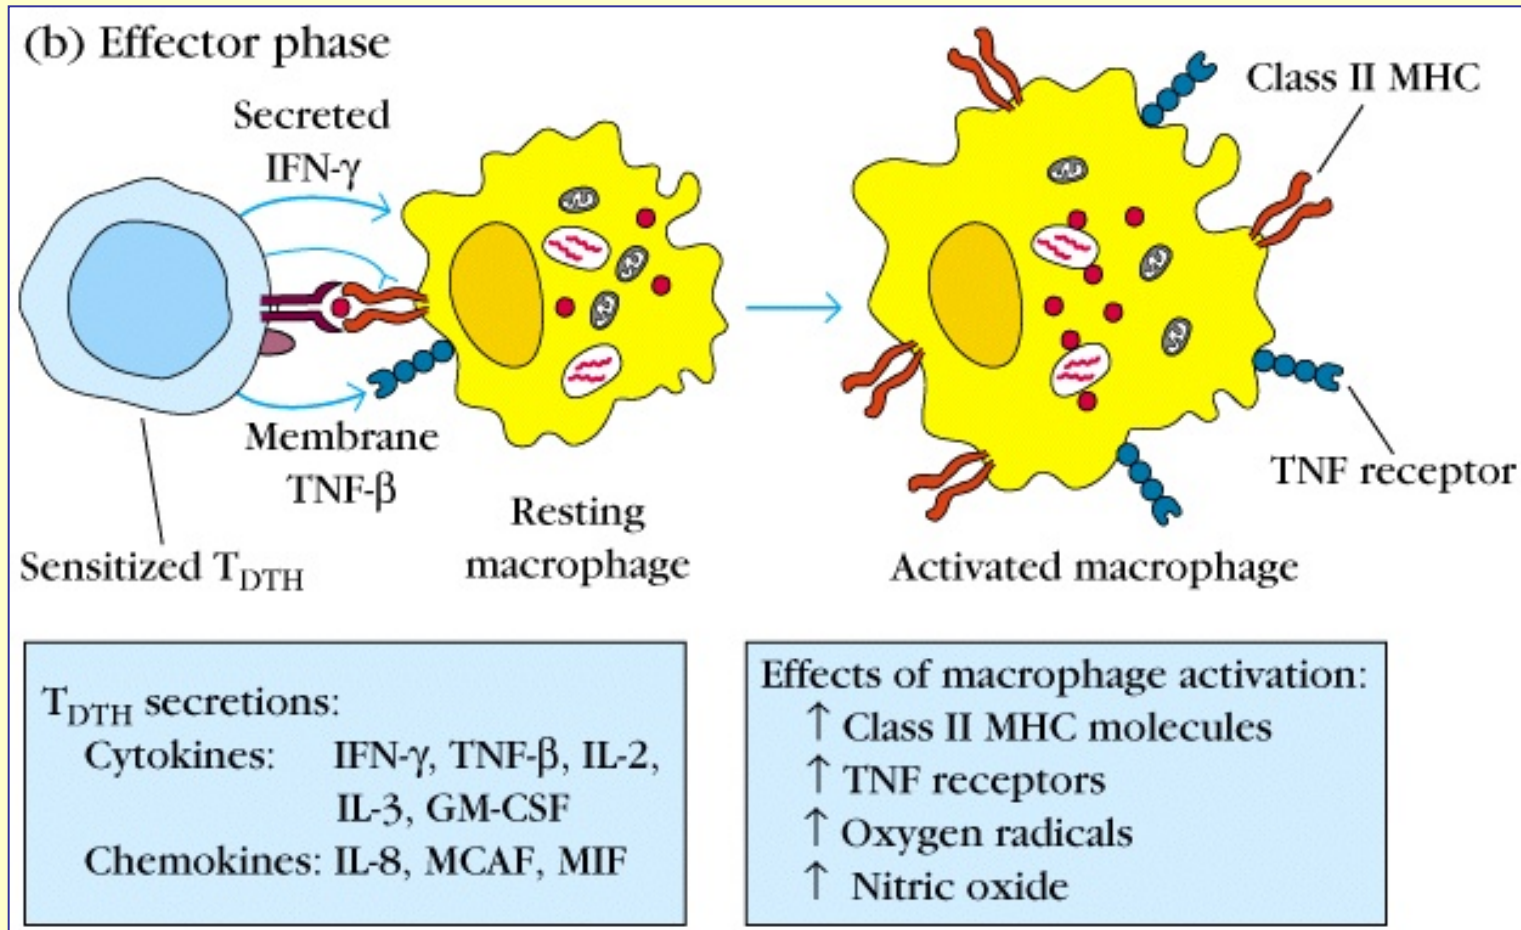 (b) Effector phase
Secreted
IFN-γ
Membrane
TNF-β
Sensitized T_DTH
Resting
macrophage
Class II MHC
TNF receptor
Activated macrophage
T_DTH secretions:
Cytokines: IFN-γ, TNF-β, IL-2,
IL-3, GM-CSF
Chemokines: IL-8, MCAF, MIF
Effects of macrophage activation:
↑ Class II MHC molecules
↑ TNF receptors
↑ Oxygen radicals
↑ Nitric oxide